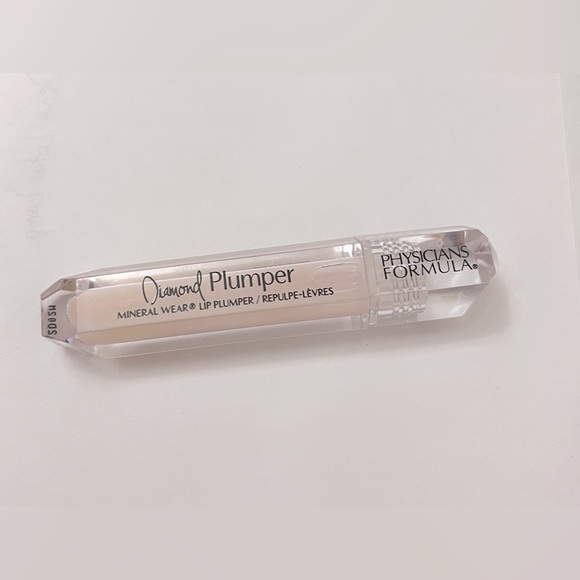 Diamond Plumper
MINERAL WEAR® LIP PLUMPER / REPULPE-LÈVRES
PHYSICIANS
FORMULA®